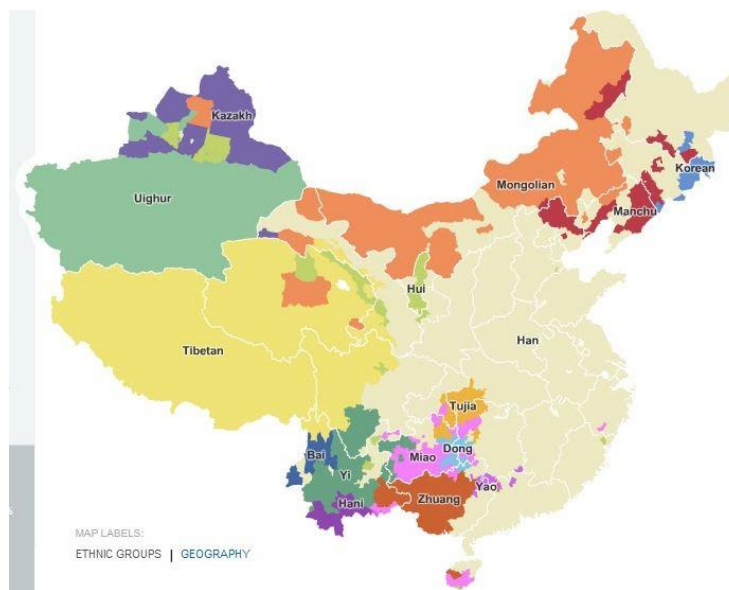 Kazakh
Uighur
Mongolian
Korean
Manchu
Hui
Han
Tibetan
Tujia
Bai
Miao
Dong
Yi
Yao
Hani
Zhuang
MAP LABELS:
ETHNIC GROUPS | GEOGRAPHY